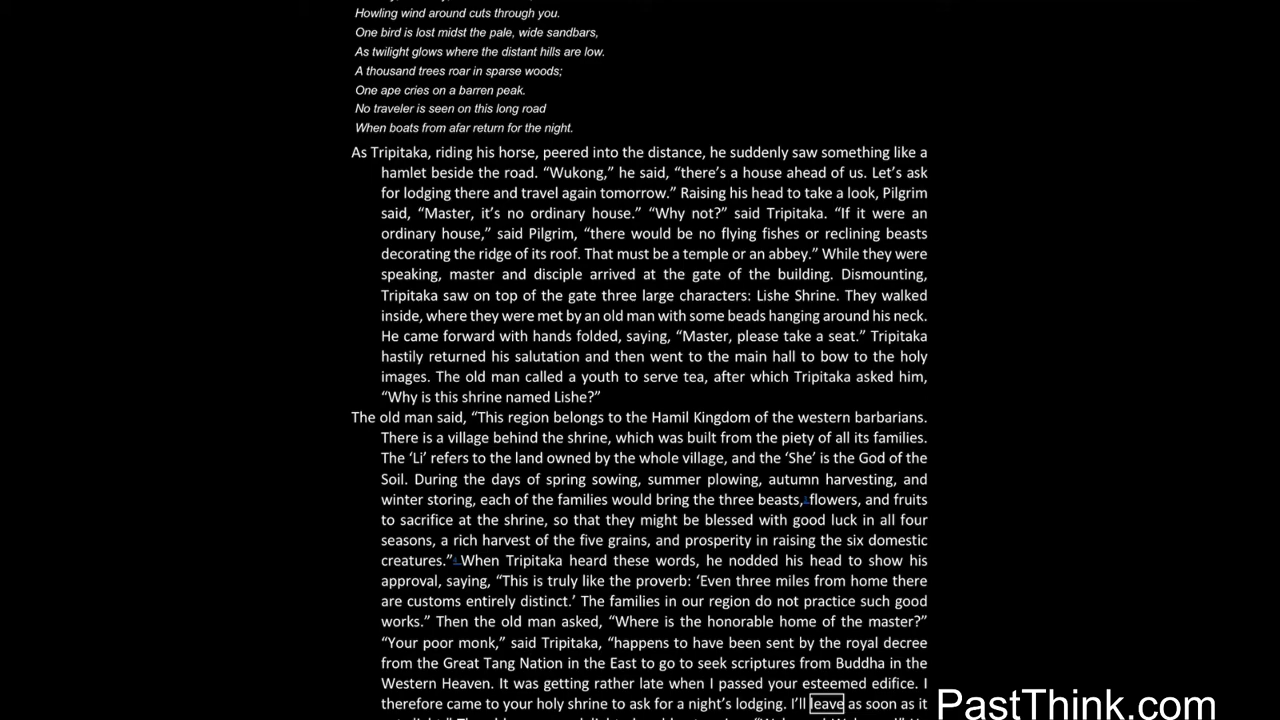 Howling wind around cuts through you.
One bird is lost midst the pale, wide sandbars,
As twilight glows where the distant hills are low.
A thousand trees roar in sparse woods;
One ape cries on a barren peak.
No traveler is seen on this long road
When boats from afar return for the night.
As Tripitaka, riding his horse, peered into the distance, he suddenly saw something like a
hamlet beside the road. “Wukong,” he said, “there’s a house ahead of us. Let’s ask
for lodging there and travel again tomorrow.” Raising his head to take a look, Pilgrim
said, “Master, it’s no ordinary house.” “Why not?” said Tripitaka. “If it were an
ordinary house,” said Pilgrim, “there would be no flying fishes or reclining beasts
decorating the ridge of its roof. That must be a temple or an abbey.” While they were
speaking, master and disciple arrived at the gate of the building. Dismounting,
Tripitaka saw on top of the gate three large characters: Lishe Shrine. They walked
inside, where they were met by an old man with some beads hanging around his neck.
He came forward with hands folded, saying, “Master, please take a seat.” Tripitaka
hastily returned his salutation and then went to the main hall to bow to the holy
images. The old man called a youth to serve tea, after which Tripitaka asked him,
“Why is this shrine named Lishe?”
The old man said, “This region belongs to the Hamil Kingdom of the western barbarians.
There is a village behind the shrine, which was built from the piety of all its families.
The ‘Li’ refers to the land owned by the whole village, and the ‘She’ is the God of the
Soil. During the days of spring sowing, summer plowing, autumn harvesting, and
winter storing, each of the families would bring the three beasts, flowers, and fruits
to sacrifice at the shrine, so that they might be blessed with good luck in all four
seasons, a rich harvest of the five grains, and prosperity in raising the six domestic
creatures.” When Tripitaka heard these words, he nodded his head to show his
approval, saying, “This is truly like the proverb: ‘Even three miles from home there
are customs entirely distinct.’ The families in our region do not practice such good
works.” Then the old man asked, “Where is the honorable home of the master?”
“Your poor monk,” said Tripitaka, “happens to have been sent by the royal decree
from the Great Tang Nation in the East to go to seek scriptures from Buddha in the
Western Heaven. It was getting rather late when I passed your esteemed edifice. I
therefore came to your holy shrine to ask for a night’s lodging. I’ll leave as soon as it
PastThink.com